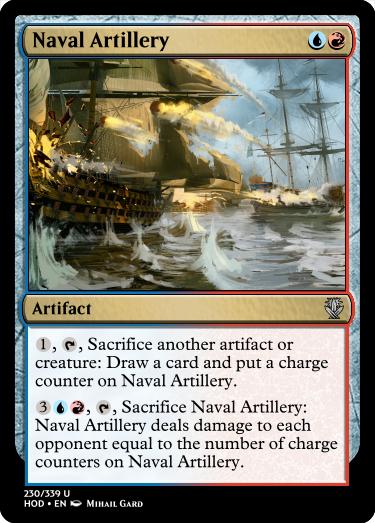 Naval Artillery
Artifact
1, T, Sacrifice another artifact or
creature: Draw a card and put a charge
counter on Naval Artillery.
3, T, Sacrifice Naval Artillery:
Naval Artillery deals damage to each
opponent equal to the number of charge
counters on Naval Artillery.
230/339 U
HOD • EN Mihail Gard